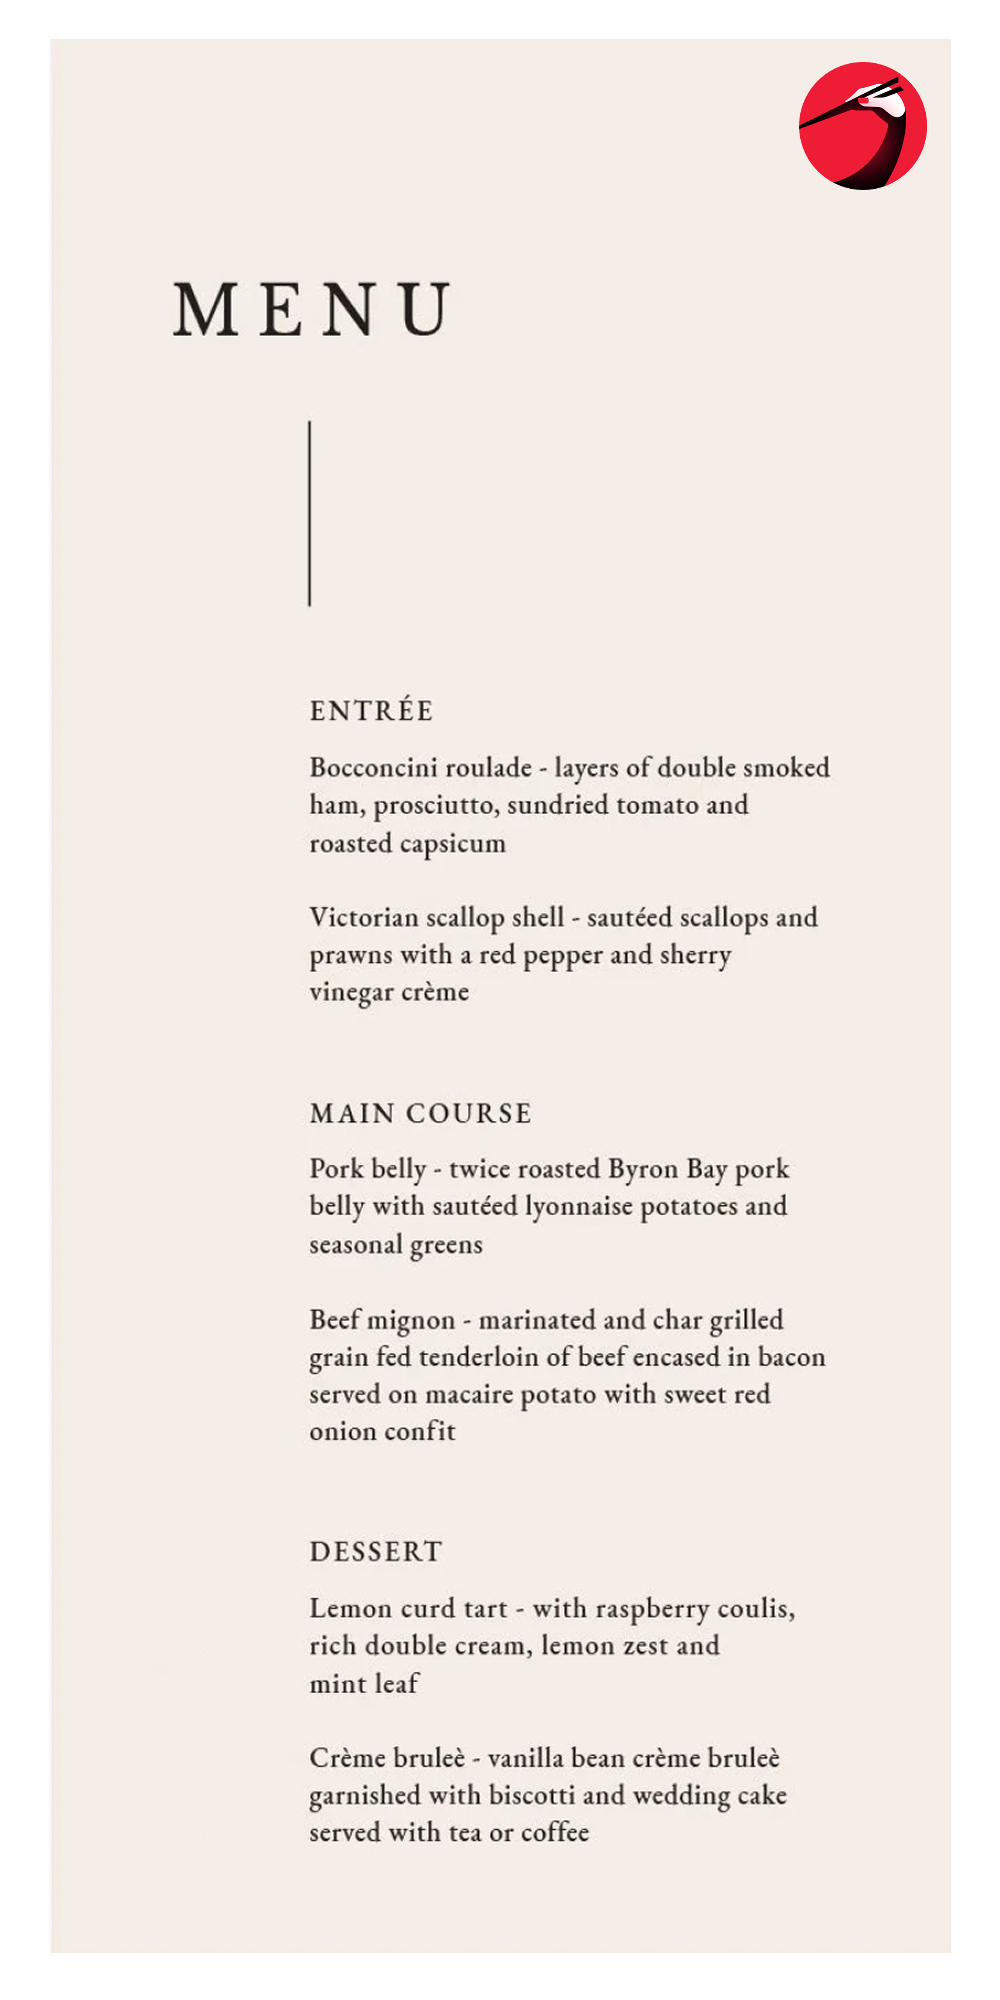 MENU
ENTRÉE
Bocconcini roulade - layers of double smoked
ham, prosciutto, sundried tomato and
roasted capsicum
Victorian scallop shell - sautéed scallops and
prawns with a red pepper and sherry
vinegar crème
MAIN COURSE
Pork belly - twice roasted Byron Bay pork
belly with sautéed lyonnaise potatoes and
seasonal greens
Beef mignon - marinated and char grilled
grain fed tenderloin of beef encased in bacon
served on macaire potato with sweet red
onion confit
DESSERT
Lemon curd tart - with raspberry coulis,
rich double cream, lemon zest and
mint leaf
Crème bruleè - vanilla bean crème bruleè
garnished with biscotti and wedding cake
served with tea or coffee